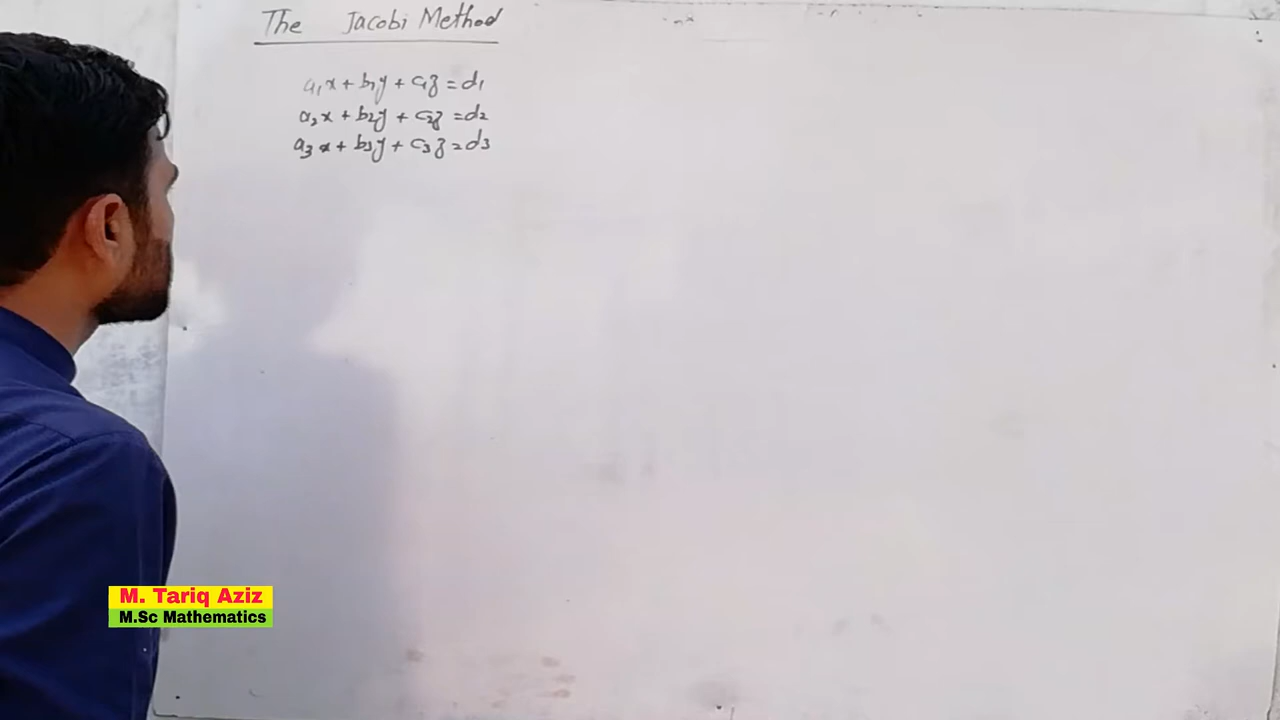 The Jacobi Method
a₁x + b₁y + c₁z = d₁
a₂x + b₂y + c₂z = d₂
a₃x + b₃y + c₃z = d₃
M. Tariq Aziz
M.Sc Mathematics